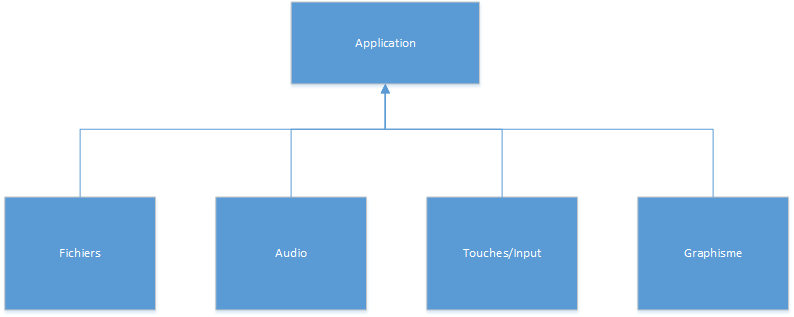 Application
Fichiers
Audio
Touches/Input
Graphisme